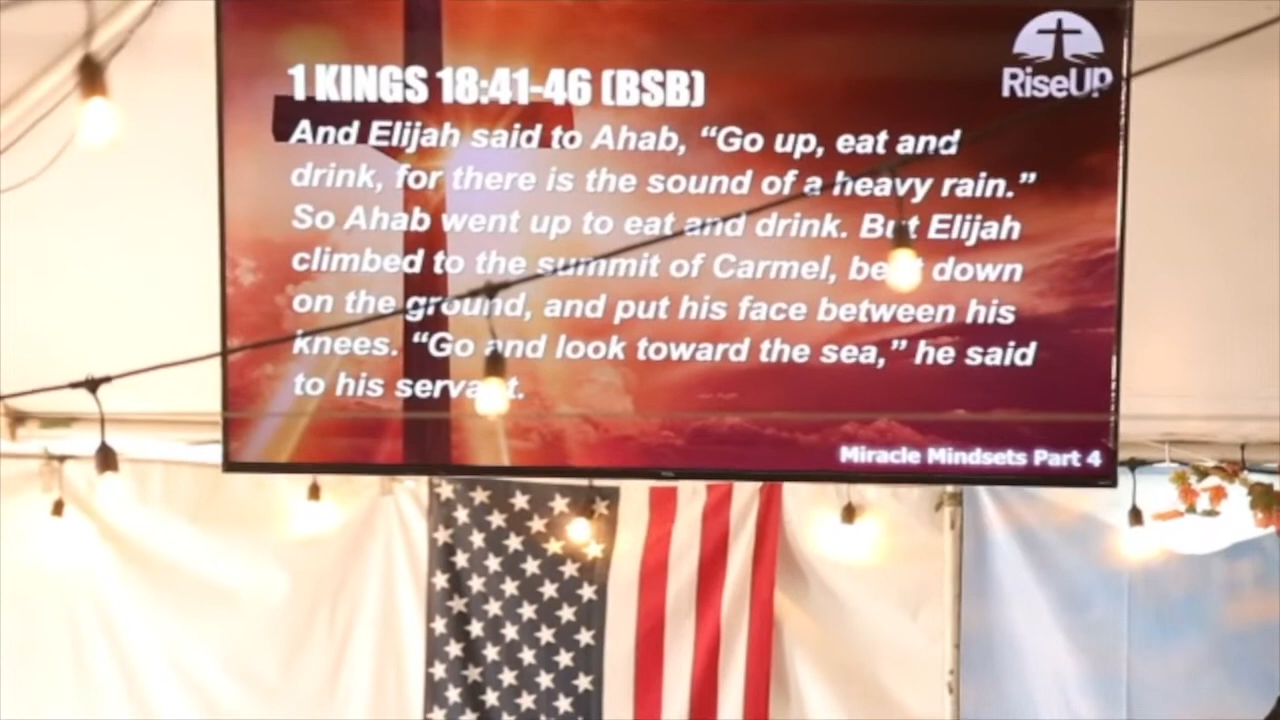 RiseUP
1 KINGS 18:41-46 (BSB)
And Elijah said to Ahab, “Go up, eat and
drink, for there is the sound of a heavy rain.”
So Ahab went up to eat and drink. But Elijah
climbed to the summit of Carmel, bent down
on the ground, and put his face between his
knees. “Go and look toward the sea,” he said
to his servant.
Miracle Mindsets Part 4